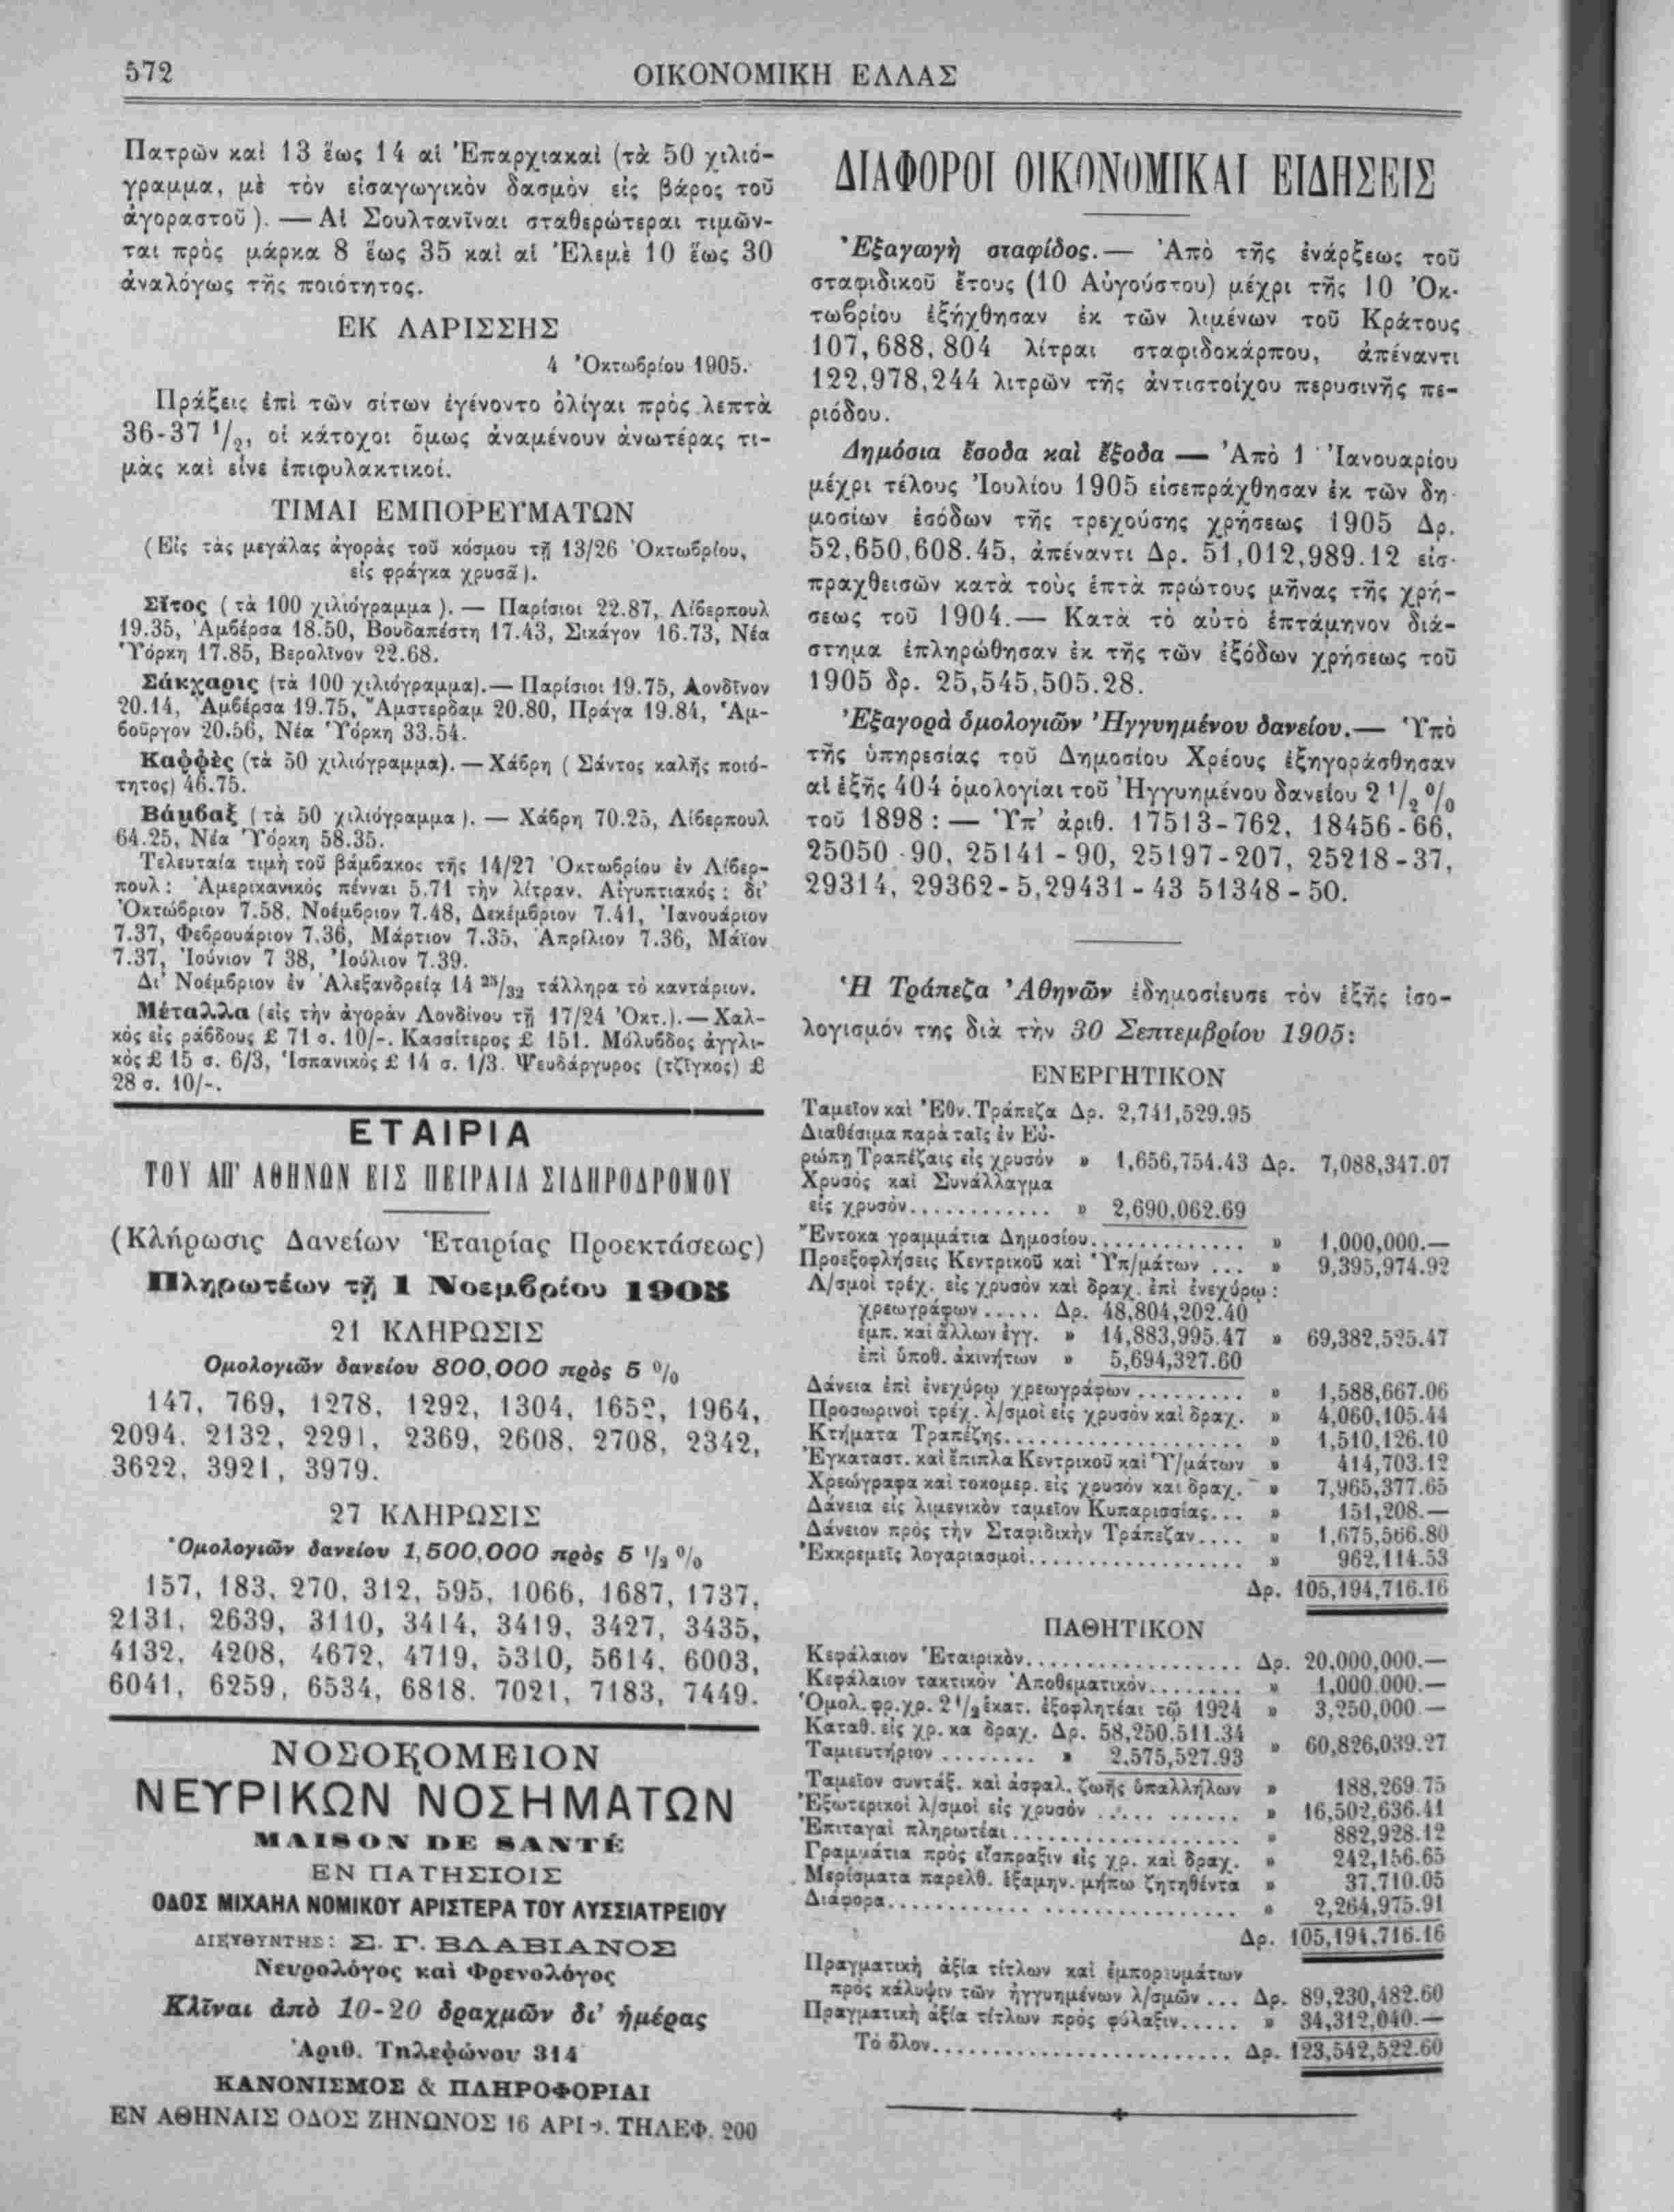 572
ΟΙΚΟΝΟΜΙΚΗ ΕΛΛΑΣ
Πατρῶν καὶ 13 ἕως 14 αἱ Ἐπαρχιακαὶ (τὰ 50 χιλιό-
γραμμα, μὲ τὸν εἰσαγωγικὸν δασμὸν εἰς βάρος τοῦ
ἀγοραστοῦ). — Αἱ Σουλτανῖναι σταθερώτεραι τιμῶν-
ται πρὸς μάρκα 8 ἕως 35 καὶ αἱ Ἐλεμὲ 10 ἕως 30
ἀναλόγως τῆς ποιότητος.
ΕΚ ΛΑΡΙΣΣΗΣ
4 Ὀκτωβρίου 1905.
Πράξεις ἐπὶ τῶν σίτων ἐγένοντο ὀλίγαι πρὸς λεπτὰ
36-37 1/2, οἱ κάτοχοι ὅμως ἀναμένουν ἀνωτέρας τι-
μὰς καὶ εἶνε ἐπιφυλακτικοί.
ΤΙΜΑΙ ΕΜΠΟΡΕΥΜΑΤΩΝ
(Εἰς τὰς μεγάλας ἀγορὰς τοῦ κόσμου τῇ 13/26 Ὀκτωβρίου,
εἰς φράγκα χρυσᾶ).
Σῖτος (τὰ 100 χιλιόγραμμα). — Παρίσιοι 22.87, Λίβερπουλ
19.35, Ἀμβέρσα 18.50, Βουδαπέστη 17.43, Σικάγον 16.73, Νέα
Ὑόρκη 17.85, Βερολῖνον 22.68.
Σάκχαρις (τὰ 100 χιλιόγραμμα).— Παρίσιοι 19.75, Λονδῖνον
20.14, Ἀμβέρσα 19.75, Ἀμστερδαμ 20.80, Πράγα 19.84, Ἀμ-
βοῦργον 20.56, Νέα Ὑόρκη 33.54.
Καφφὲς (τὰ 50 χιλιόγραμμα).— Χάβρη (Σάντος καλῆς ποιό-
τητος) 46.75.
Βάμβαξ (τὰ 50 χιλιόγραμμα). — Χάβρη 70.25, Λίβερπουλ
64.25, Νέα Ὑόρκη 58.35.
Τελευταία τιμὴ τοῦ βάμβακος τῆς 14/27 Ὀκτωβρίου ἐν Λίβερ-
πουλ: Ἀμερικανικὸς πένναι 5.71 τὴν λίτραν. Αἰγυπτιακός: δι'
Ὀκτώβριον 7.58, Νοέμβριον 7.48, Δεκέμβριον 7.41, Ἰανουάριον
7.37, Φεβρουάριον 7.36, Μάρτιον 7.35, Ἀπρίλιον 7.36, Μάϊον
7.37, Ἰούνιον 7 38, Ἰούλιον 7.39.
Δι' Νοέμβριον ἐν Ἀλεξανδρείᾳ 14 25/32 τάλληρα τὸ καντάριον.
Μέταλλα (εἰς τὴν ἀγορὰν Λονδίνου τῇ 17/24 Ὀκτ.).— Χαλ-
κὸς εἰς ράβδους £ 71 σ. 10/-. Κασσίτερος £ 151. Μόλυβδος ἀγγλι-
κὸς £ 15 σ. 6/3, Ἰσπανικὸς £ 14 σ. 1/3. Ψευδάργυρος (τζῖγκος) £
28 σ. 10/-.
ΕΤΑΙΡΙΑ
ΤΟΥ ΑΠ' ΑΘΗΝΩΝ ΕΙΣ ΠΕΙΡΑΙΑ ΣΙΔΗΡΟΔΡΟΜΟΥ
(Κλήρωσις Δανείων Ἑταιρίας Προεκτάσεως)
Πληρωτέων τῇ 1 Νοεμβρίου 1905
21 ΚΛΗΡΩΣΙΣ
Ομολογιῶν δανείου 800,000 πρὸς 5 %
147, 769, 1278, 1292, 1304, 1652, 1964,
2094, 2132, 2291, 2369, 2608, 2708, 2342,
3622, 3921, 3979.
27 ΚΛΗΡΩΣΙΣ
Ὁμολογιῶν δανείου 1,500,000 πρὸς 5 1/2 %
157, 183, 270, 312, 595, 1066, 1687, 1737,
2131, 2639, 3110, 3414, 3419, 3427, 3435,
4132, 4208, 4672, 4719, 5310, 5614, 6003,
6041, 6259, 6534, 6818. 7021, 7183, 7449.
ΝΟΣΟΚΟΜΕΙΟΝ
ΝΕΥΡΙΚΩΝ ΝΟΣΗΜΑΤΩΝ
MAISON DE SANTÉ
ΕΝ ΠΑΤΗΣΙΟΙΣ
ΟΔΟΣ ΜΙΧΑΗΛ ΝΟΜΙΚΟΥ ΑΡΙΣΤΕΡΑ ΤΟΥ ΛΥΣΣΙΑΤΡΕΙΟΥ
ΔΙΕΥΘΥΝΤΗΣ: Σ. Γ. ΒΛΑΒΙΑΝΟΣ
Νευρολόγος καὶ Φρενολόγος
Κλῖναι ἀπὸ 10-20 δραχμῶν δι' ἡμέρας
Ἀριθ. Τηλεφώνου 314
ΚΑΝΟΝΙΣΜΟΣ & ΠΛΗΡΟΦΟΡΙΑΙ
ΕΝ ΑΘΗΝΑΙΣ ΟΔΟΣ ΖΗΝΩΝΟΣ 16 ΑΡΙΘ. ΤΗΛΕΦ. 200
ΔΙΑΦΟΡΟΙ ΟΙΚΟΝΟΜΙΚΑΙ ΕΙΔΗΣΕΙΣ
Ἐξαγωγὴ σταφίδος.— Ἀπὸ τῆς ἐνάρξεως τοῦ
σταφιδικοῦ ἔτους (10 Αὐγούστου) μέχρι τῆς 10 Ὀκ-
τωβρίου ἐξήχθησαν ἐκ τῶν λιμένων τοῦ Κράτους
107,688,804 λίτραι σταφιδοκάρπου, ἀπέναντι
122,978,244 λιτρῶν τῆς ἀντιστοίχου περυσινῆς πε-
ριόδου.
Δημόσια ἔσοδα καὶ ἔξοδα — Ἀπὸ 1 Ἰανουαρίου
μέχρι τέλους Ἰουλίου 1905 εἰσεπράχθησαν ἐκ τῶν δη-
μοσίων ἐσόδων τῆς τρεχούσης χρήσεως 1905 Δρ.
52,650,608.45, ἀπέναντι Δρ. 51,012,989.12 εἰσ-
πραχθεισῶν κατὰ τοὺς ἑπτὰ πρώτους μῆνας τῆς χρή-
σεως τοῦ 1904.— Κατὰ τὸ αὐτὸ ἑπτάμηνον διά-
στημα ἐπληρώθησαν ἐκ τῆς τῶν ἐξόδων χρήσεως τοῦ
1905 δρ. 25,545,505.28.
Ἐξαγορὰ ὁμολογιῶν Ἠγγυημένου δανείου.— Ὑπὸ
τῆς ὑπηρεσίας τοῦ Δημοσίου Χρέους ἐξηγοράσθησαν
αἱ ἑξῆς 404 ὁμολογίαι τοῦ Ἠγγυημένου δανείου 2 1/2 %
τοῦ 1898: — Ὑπ' ἀριθ. 17513-762, 18456-66,
25050-90, 25141-90, 25197-207, 25218-37,
29314, 29362-5,29431-43 51348-50.
Ἡ Τράπεζα Ἀθηνῶν ἐδημοσίευσε τὸν ἑξῆς ἰσο-
λογισμόν της διὰ τὴν 30 Σεπτεμβρίου 1905:
ΕΝΕΡΓΗΤΙΚΟΝ
Ταμεῖον καὶ Ἐθν. Τράπεζα Δρ. 2,741,529.95
Διαθέσιμα παρὰ ταῖς ἐν Εὐ-
ρώπῃ Τραπέζαις εἰς χρυσόν » 1,656,754.43 Δρ. 7,088,347.07
Χρυσὸς καὶ Συνάλλαγμα
εἰς χρυσὸν............ » 2,690,062.69
Ἔντοκα γραμμάτια Δημοσίου............. » 1,000,000.—
Προεξοφλήσεις Κεντρικοῦ καὶ Ὑπ/μάτων ... » 9,395,974.92
Λ/σμοὶ τρέχ. εἰς χρυσὸν καὶ δραχ. ἐπὶ ἐνεχύρῳ:
χρεωγράφων ..... Δρ. 48,804,202.40
ἐμπ. καὶ ἄλλων ἐγγ. » 14,883,995.47 » 69,382,525.47
ἐπὶ ὑποθ. ἀκινήτων » 5,694,327.60
Δάνεια ἐπὶ ἐνεχύρῳ χρεωγράφων ......... » 1,588,667.06
Προσωρινοὶ τρέχ. λ/σμοὶ εἰς χρυσὸν καὶ δραχ. » 4,060,105.44
Κτήματα Τραπέζης.................... » 1,510,126.10
Ἐγκαταστ. καὶ ἔπιπλα Κεντρικοῦ καὶ Ὑ/μάτων » 414,703.12
Χρεώγραφα καὶ τοκομερ. εἰς χρυσὸν καὶ δραχ. » 7,965,377.65
Δάνεια εἰς λιμενικὸν ταμεῖον Κυπαρισσίας... » 151,208.—
Δάνειον πρὸς τὴν Σταφιδικὴν Τράπεζαν.... » 1,675,566.80
Ἐκκρεμεῖς λογαριασμοὶ.................. » 962,114.53
Δρ. 105,194,716.16
ΠΑΘΗΤΙΚΟΝ
Κεφάλαιον Ἑταιρικὸν.................. Δρ. 20,000,000.—
Κεφάλαιον τακτικὸν Ἀποθεματικὸν........ » 1,000.000.—
Ὁμολ. φρ. χρ. 2 1/2 ἑκατ. ἐξοφλητέαι τῷ 1924 » 3,250,000.—
Καταθ. εἰς χρ. κα δραχ. Δρ. 58,250,511.34
» 60,826,039.27
Ταμιευτήριον ........ » 2,575,527.93
Ταμεῖον συντάξ. καὶ ἀσφαλ. ζωῆς ὑπαλλήλων » 188,269.75
Ἐξωτερικοὶ λ/σμοὶ εἰς χρυσὸν ........... » 16,502,636.41
Ἐπιταγαὶ πληρωτέαι................... » 882,928.12
Γραμμάτια πρὸς εἴσπραξιν εἰς χρ. καὶ δραχ. » 242,156.65
Μερίσματα παρελθ. ἑξαμην. μήπω ζητηθέντα » 37,710.05
Διάφορα............................ » 2,264,975.91
Δρ. 105,194,716.16
Πραγματικὴ ἀξία τίτλων καὶ ἐμπορευμάτων
πρὸς κάλυψιν τῶν ἠγγυημένων λ/σμῶν ... Δρ. 89,230,482.60
Πραγματικὴ ἀξία τίτλων πρὸς φύλαξιν..... » 34,312,040.—
Τὸ ὅλον......................... Δρ. 123,542,522.60